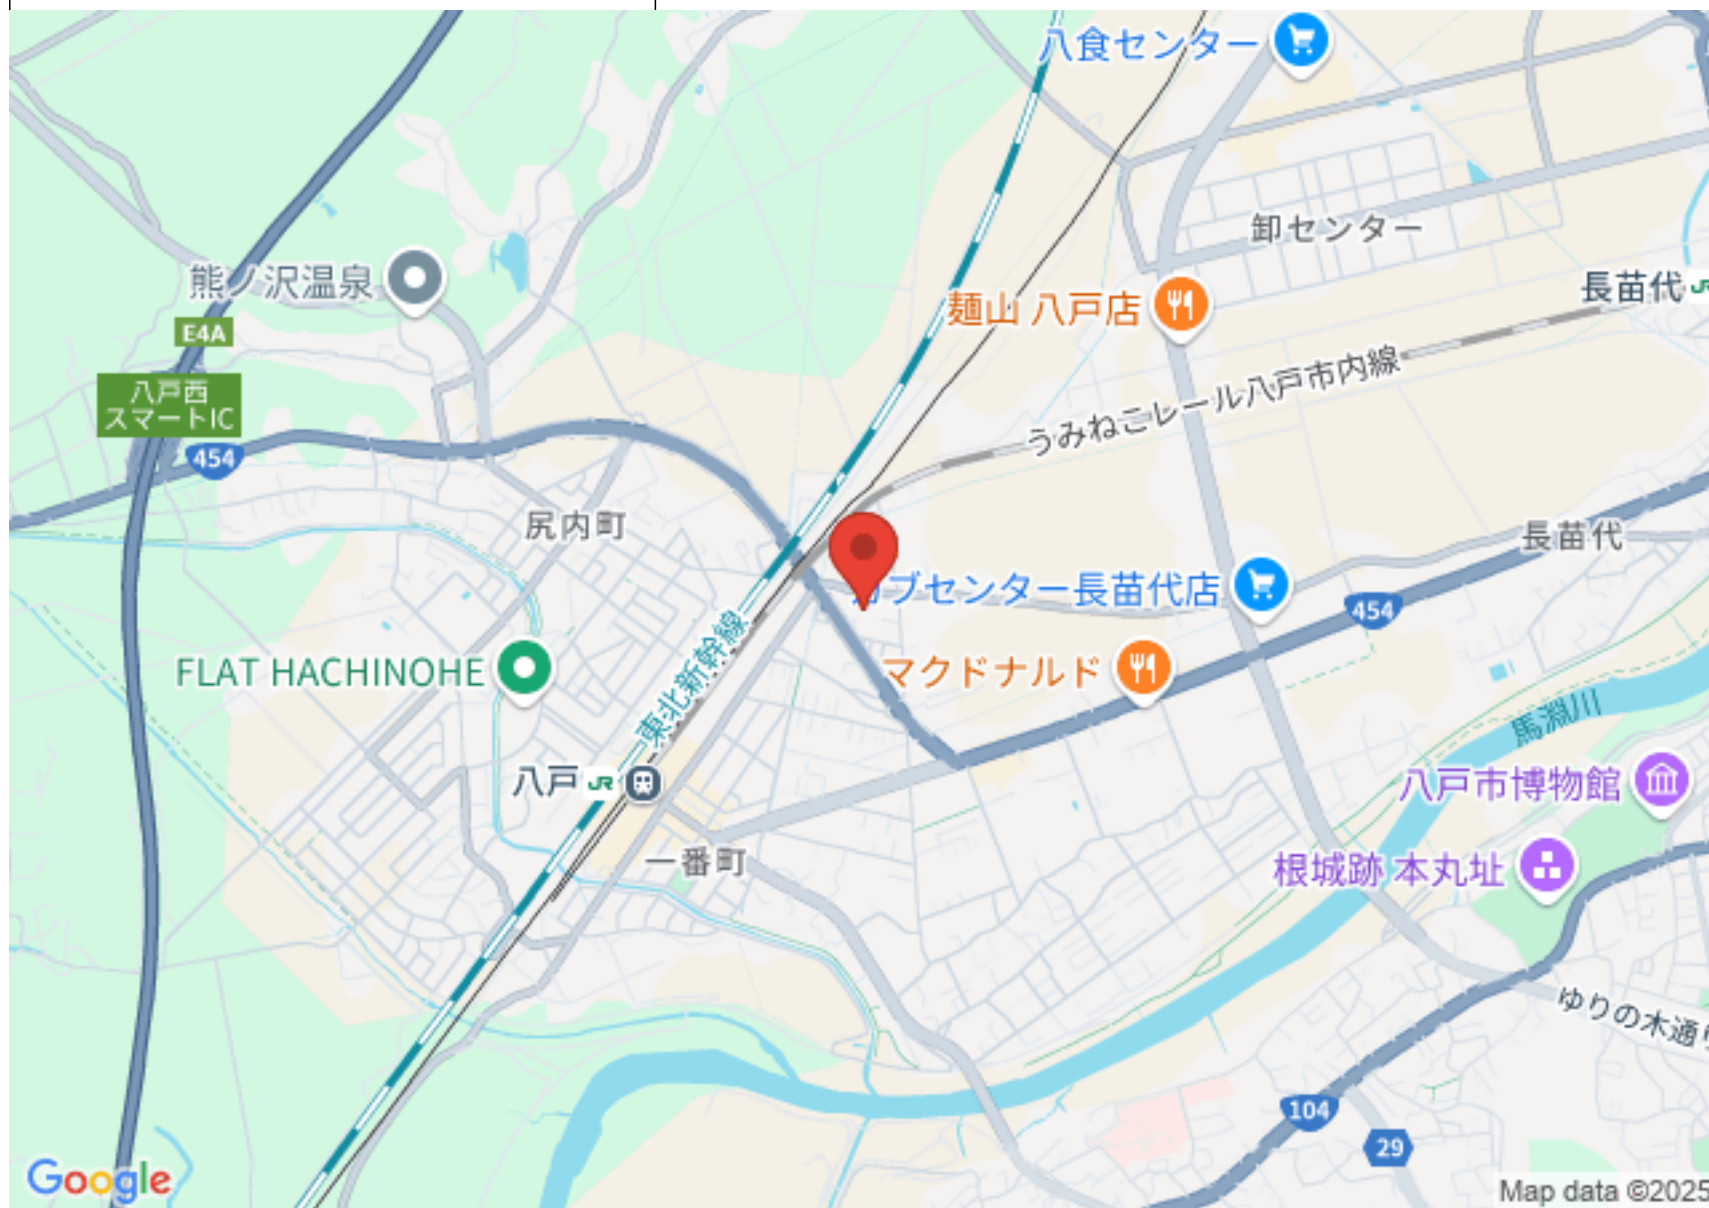 八食センター
卸センター
熊ノ沢温泉
麺山 八戸店
長苗代
E4A
八戸西
スマートIC
うみねこレール八戸市内線
454
尻内町
長苗代
ブセンター長苗代店
454
東北新幹線
FLAT HACHINOHE
マクドナルド
馬淵川
八戸 JR
八戸市博物館
一番町
根城跡 本丸址
ゆりの木通り
104
29
Google
Map data ©2025